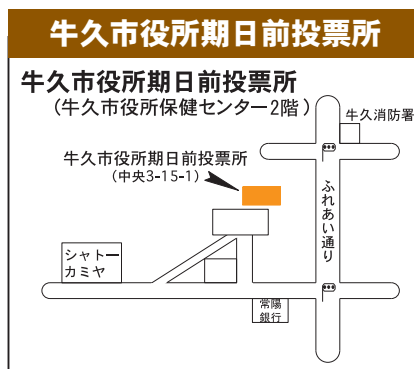 牛久市役所期日前投票所
牛久市役所期日前投票所
(牛久市役所保健センター2階)
牛久消防署
牛久市役所期日前投票所
(中央3-15-1)
ふれあい通り
シャトー
カミヤ
常陽
銀行